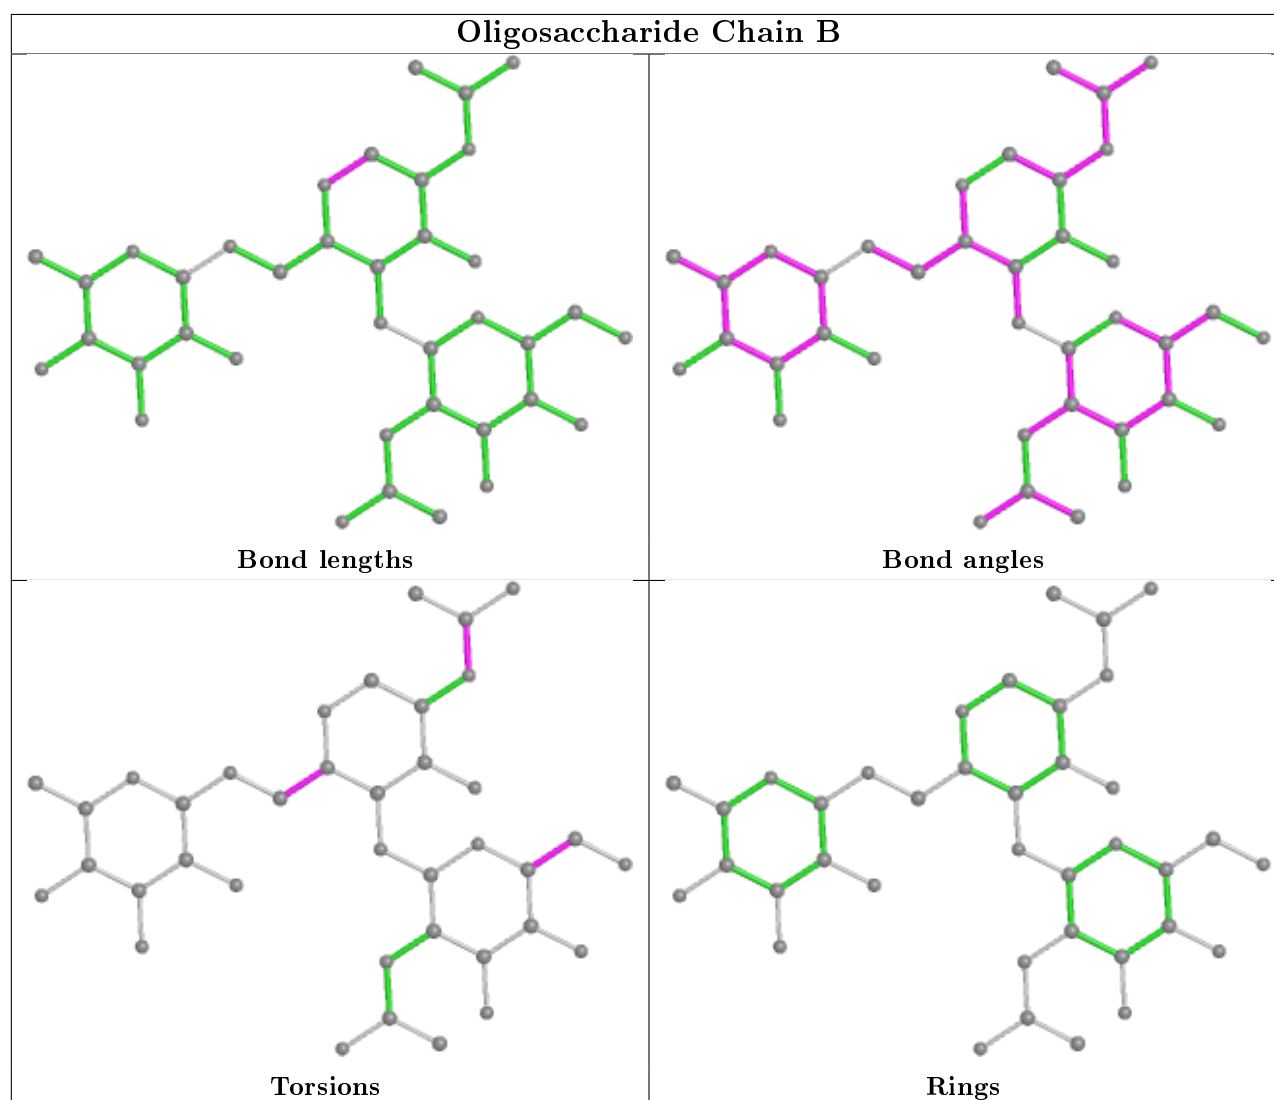 Oligosaccharide Chain B
Bond lengths
Bond angles
Torsions
Rings